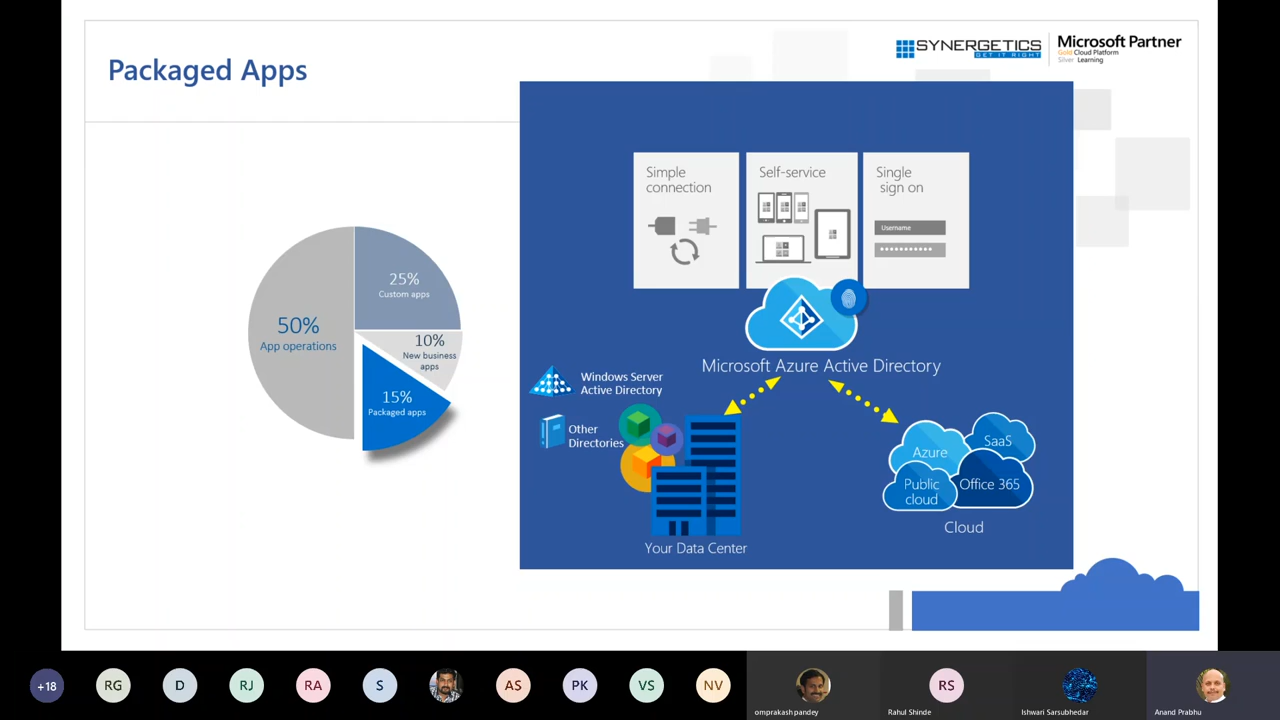 Packaged Apps
SYNERGETICS
GET IT RIGHT
Microsoft Partner
Gold Cloud Platform
Silver Learning
25%
Custom apps
50%
App operations
10%
New business
apps
15%
Packaged apps
Simple
connection
Self-service
Single
sign on
Username
Microsoft Azure Active Directory
Windows Server
Active Directory
Other
Directories
Your Data Center
Azure
SaaS
Public
cloud
Office 365
Cloud
+18
RG
D
RJ
RA
S
AS
PK
VS
NV
omprakash pandey
RS
Rahul Shinde
Ishwari Sarsubhedar
Anand Prabhu